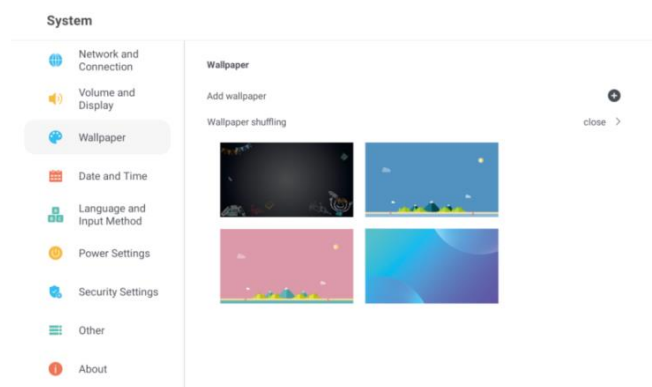 System
Network and
Connection
Volume and
Display
Wallpaper
Date and Time
Language and
Input Method
Power Settings
Security Settings
Other
About
Wallpaper
Add wallpaper
Wallpaper shuffling
close >